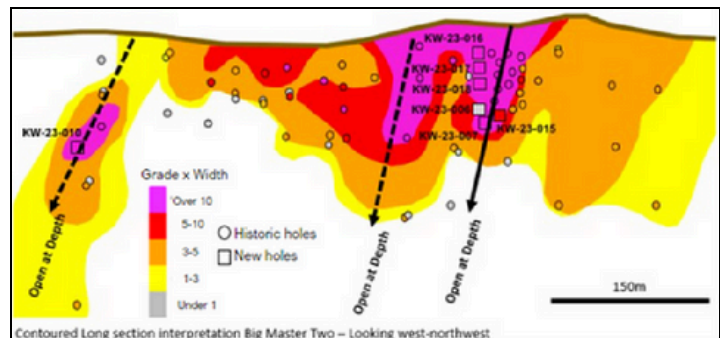 KW-23-016
KW-23-017
KW-23-018
KW-23-006
KW-23-007
KW-23-015
KW-23-010
Open at Depth
Open at Depth
Open at Depth
Grade x Width
'Over 10
5-10
3-5
1-3
Under 1
Historic holes
New holes
150m
Contoured Long section interpretation Big Master Two – Looking west-northwest